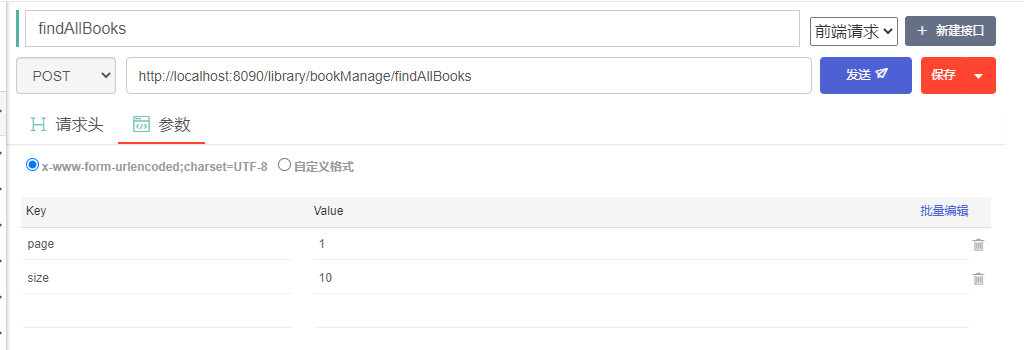 findAllBooks 前端请求 + 新建接口
POST http://localhost:8090/library/bookManage/findAllBooks 发送 保存
请求头 参数
x-www-form-urlencoded;charset=UTF-8 自定义格式
Key Value 批量编辑
page 1
size 10